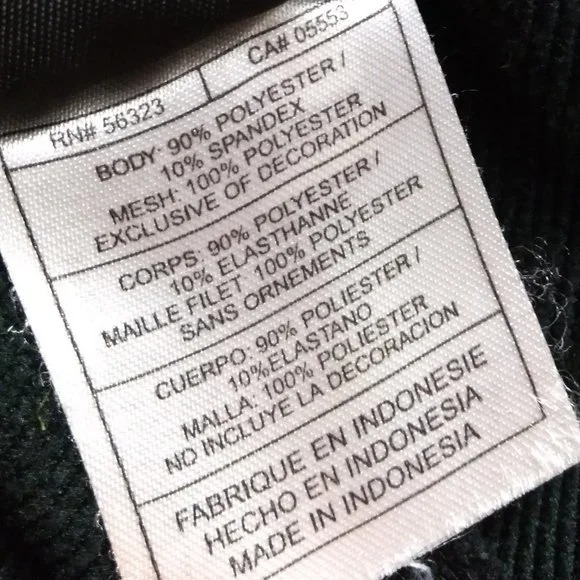 RN# 56323 CA# 05553
BODY: 90% POLYESTER /
10% SPANDEX
MESH: 100% POLYESTER
EXCLUSIVE OF DECORATION
CORPS: 90% POLYESTER /
10% ELASTHANNE
MAILLE FILET: 100% POLYESTER
SANS ORNEMENTS
CUERPO: 90% POLIESTER /
10%ELASTANO
MALLA: 100% POLIESTER
NO INCLUYE LA DECORACION
FABRIQUE EN INDONESIE
HECHO EN INDONESIA
MADE IN INDONESIA